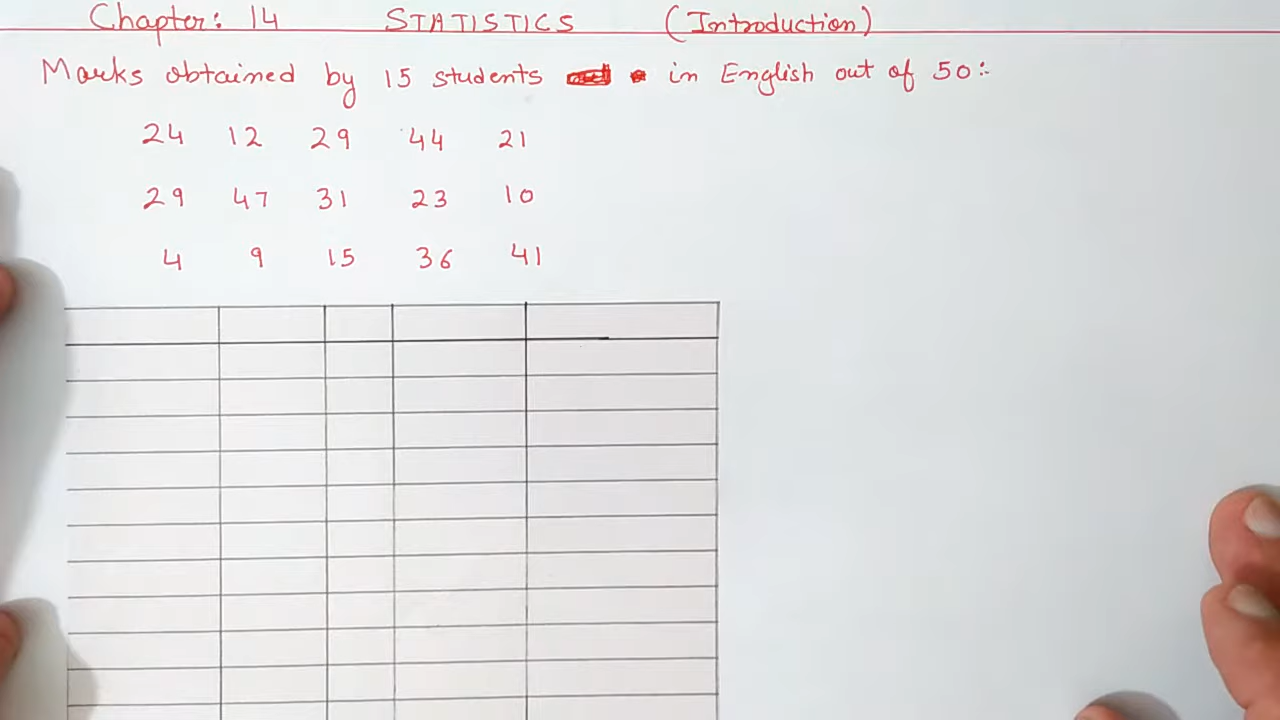 Chapter: 14 STATISTICS (Introduction)
Marks obtained by 15 students in English out of 50:-
24 12 29 44 21
29 47 31 23 10
4 9 15 36 41